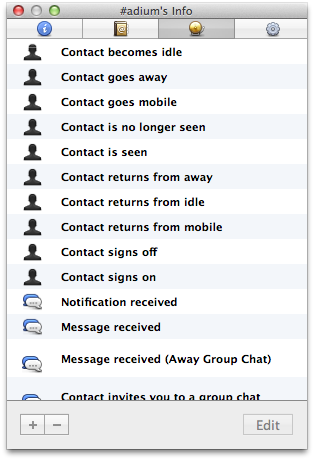 #adium's Info
Contact becomes idle
Contact goes away
Contact goes mobile
Contact is no longer seen
Contact is seen
Contact returns from away
Contact returns from idle
Contact returns from mobile
Contact signs off
Contact signs on
Notification received
Message received
Message received (Away Group Chat)
Contact invites you to a group chat
Edit